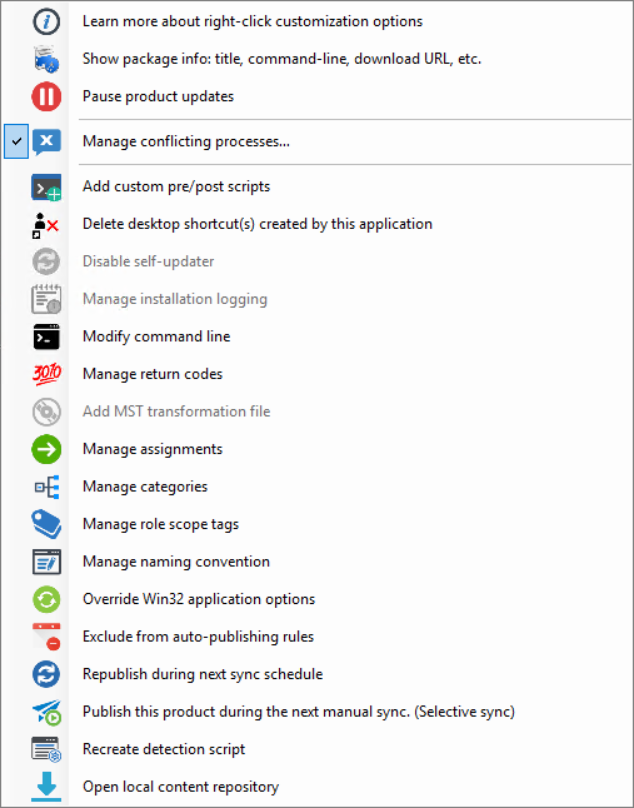 Learn more about right-click customization options
Show package info: title, command-line, download URL, etc.
Pause product updates
Manage conflicting processes...
Add custom pre/post scripts
Delete desktop shortcut(s) created by this application
Disable self-updater
Manage installation logging
Modify command line
3010 Manage return codes
Add MST transformation file
Manage assignments
Manage categories
Manage role scope tags
Manage naming convention
Override Win32 application options
Exclude from auto-publishing rules
Republish during next sync schedule
Publish this product during the next manual sync. (Selective sync)
Recreate detection script
Open local content repository